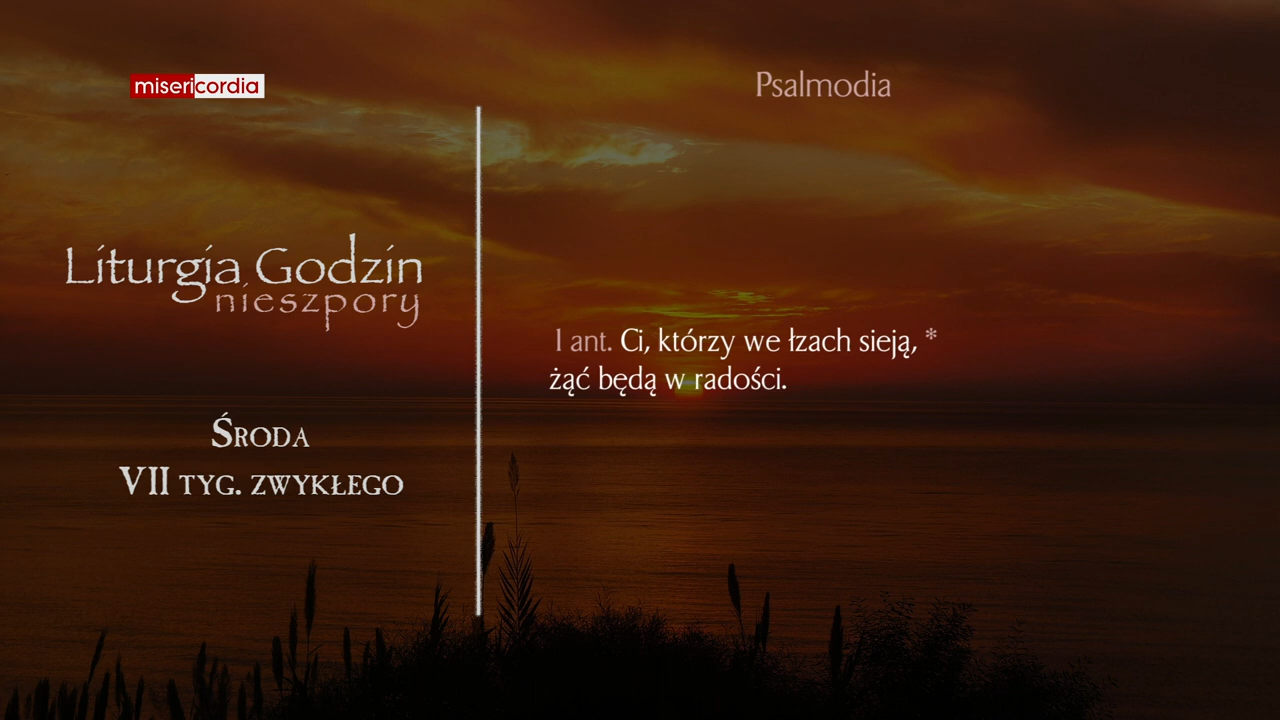 misericordia
Psalmodia
Liturgia Godzin
nieszpory
Środa
VII tyg. zwykłego
I ant. Ci, którzy we łzach sieją, *
żąć będą w radości.